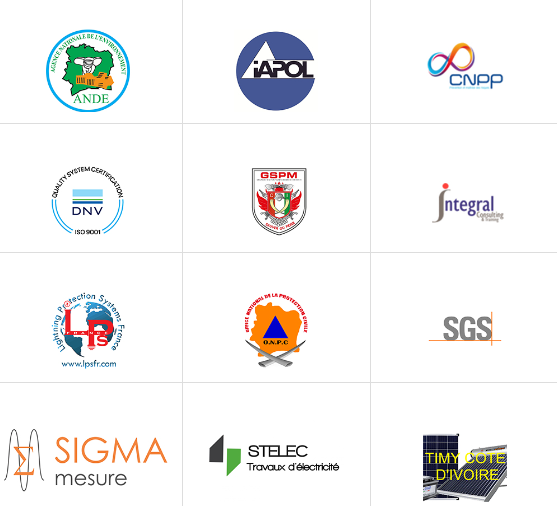 AGENCE NATIONALE DE L'ENVIRONNEMENT
ANDE
iAPOL
CNPP
QUALITY SYSTEM CERTIFICATION
DNV
ISO 9001
GSPM
integral
Consulting
& Training
Lightning Protection Systems France
LPS
FRANCE
www.lpsfr.com
OFFICE NATIONAL DE LA PROTECTION CIVILE
O.N.P.C
SGS
Σ
SIGMA
mesure
STELEC
Travaux d'électricité
TIMY COTE
D'IVOIRE